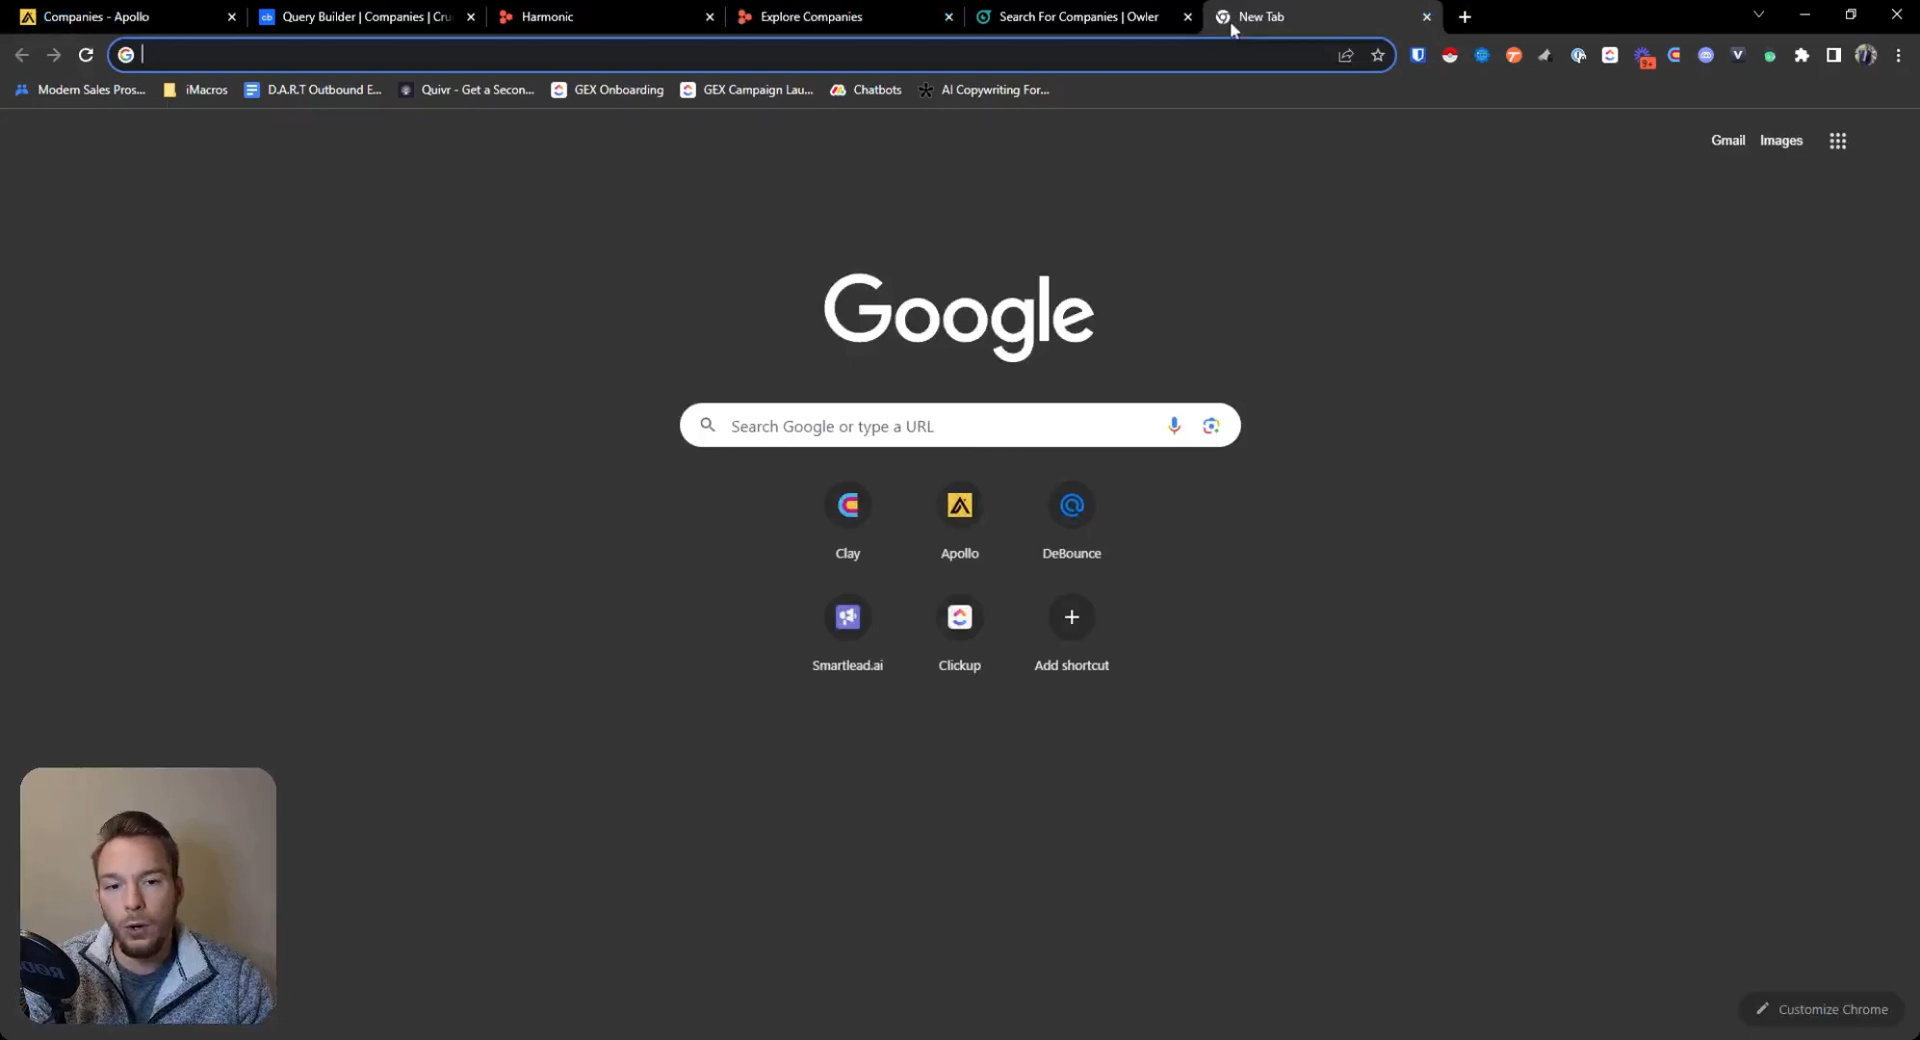 Companies - Apollo
Query Builder | Companies | Cru
Harmonic
Explore Companies
Search For Companies | Owler
New Tab
Modern Sales Pros...
iMacros
D.A.R.T Outbound E...
Quivr - Get a Secon...
GEX Onboarding
GEX Campaign Lau...
Chatbots
AI Copywriting For...
Gmail
Images
Google
Search Google or type a URL
Clay
Apollo
DeBounce
Smartlead.ai
Clickup
Add shortcut
Customize Chrome
RØDE